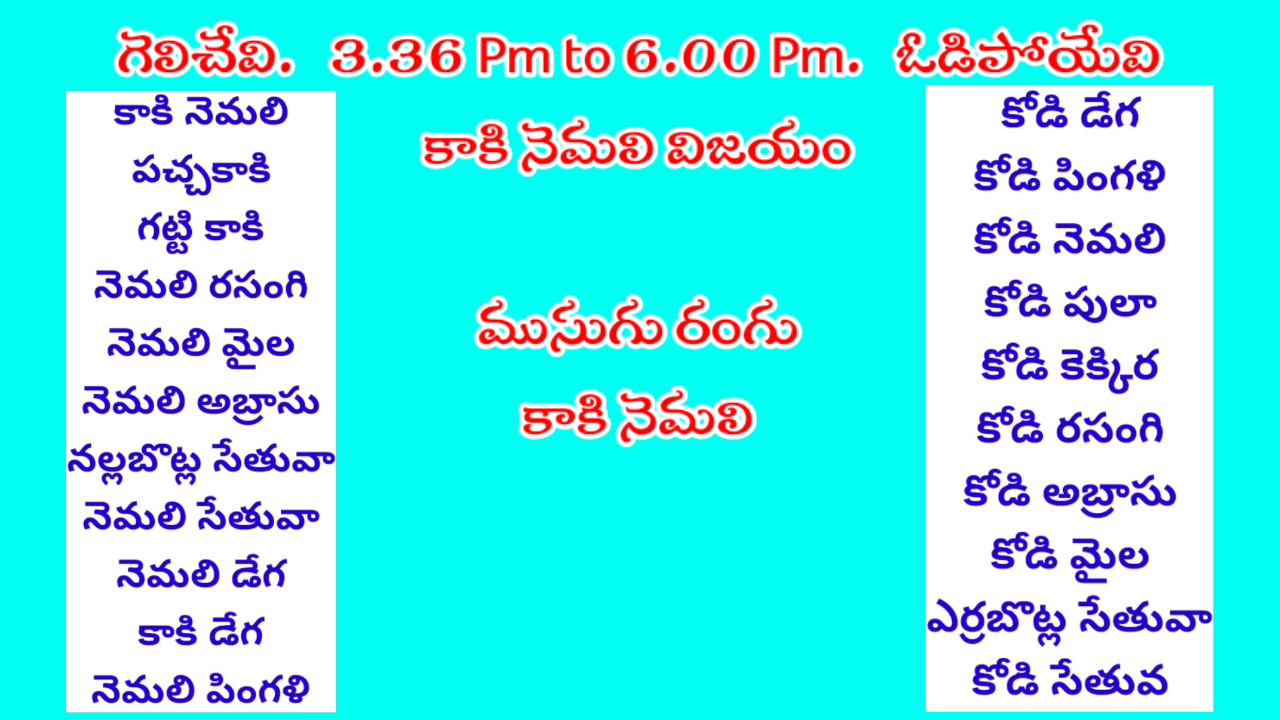 గెలిచేవి. 3.36 Pm to 6.00 Pm. ఓడిపోయేవి
కాకి నెమలి విజయం
ముసుగు రంగు
కాకి నెమలి
కాకి నెమలి
పచ్చకాకి
గట్టి కాకి
నెమలి రసంగి
నెమలి మైల
నెమలి అబ్రాసు
నల్లబొట్ల సేతువా
నెమలి సేతువా
నెమలి డేగ
కాకి డేగ
నెమలి పింగళి
కోడి డేగ
కోడి పింగళి
కోడి నెమలి
కోడి పులా
కోడి కెక్కిర
కోడి రసంగి
కోడి అబ్రాసు
కోడి మైల
ఎర్రబొట్ల సేతువా
కోడి సేతువ